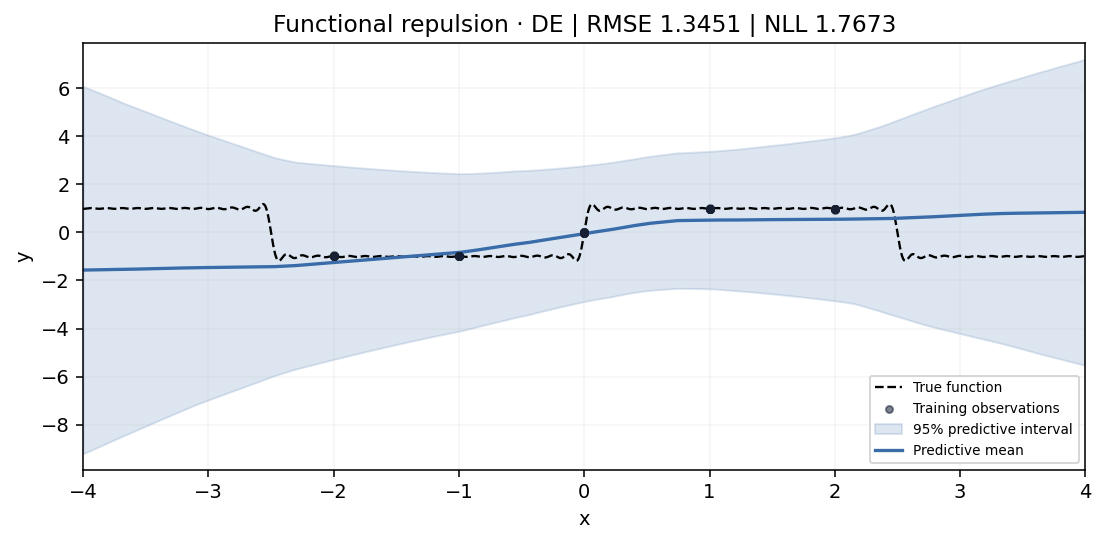 Functional repulsion · DE | RMSE 1.3451 | NLL 1.7673
y
6
4
2
0
−2
−4
−6
−8
−4 −3 −2 −1 0 1 2 3 4
x
True function
Training observations
95% predictive interval
Predictive mean